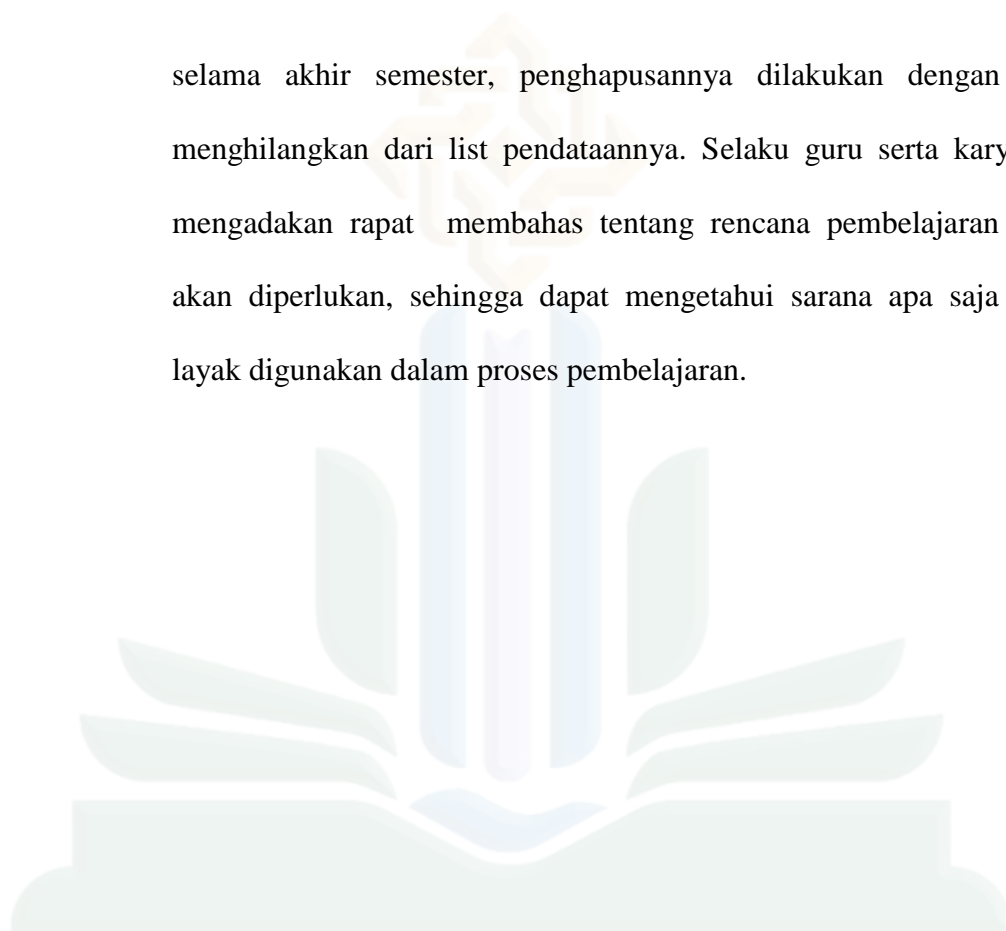 selama akhir semester, penghapusannya dilakukan dengan
menghilangkan dari list pendataannya. Selaku guru serta
mengadakan rapat membahas tentang rencana pembelajaran
akan diperlukan, sehingga dapat mengetahui sarana apa saja
layak digunakan dalam proses pembelajaran.